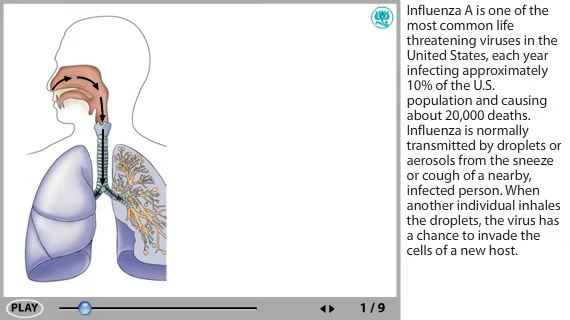 Influenza A is one of the
most common life
threatening viruses in the
United States, each year
infecting approximately
10% of the U.S.
population and causing
about 20,000 deaths.
Influenza is normally
transmitted by droplets or
aerosols from the sneeze
or cough of a nearby,
infected person. When
another individual inhales
the droplets, the virus has
a chance to invade the
cells of a new host.
PLAY
1 / 9